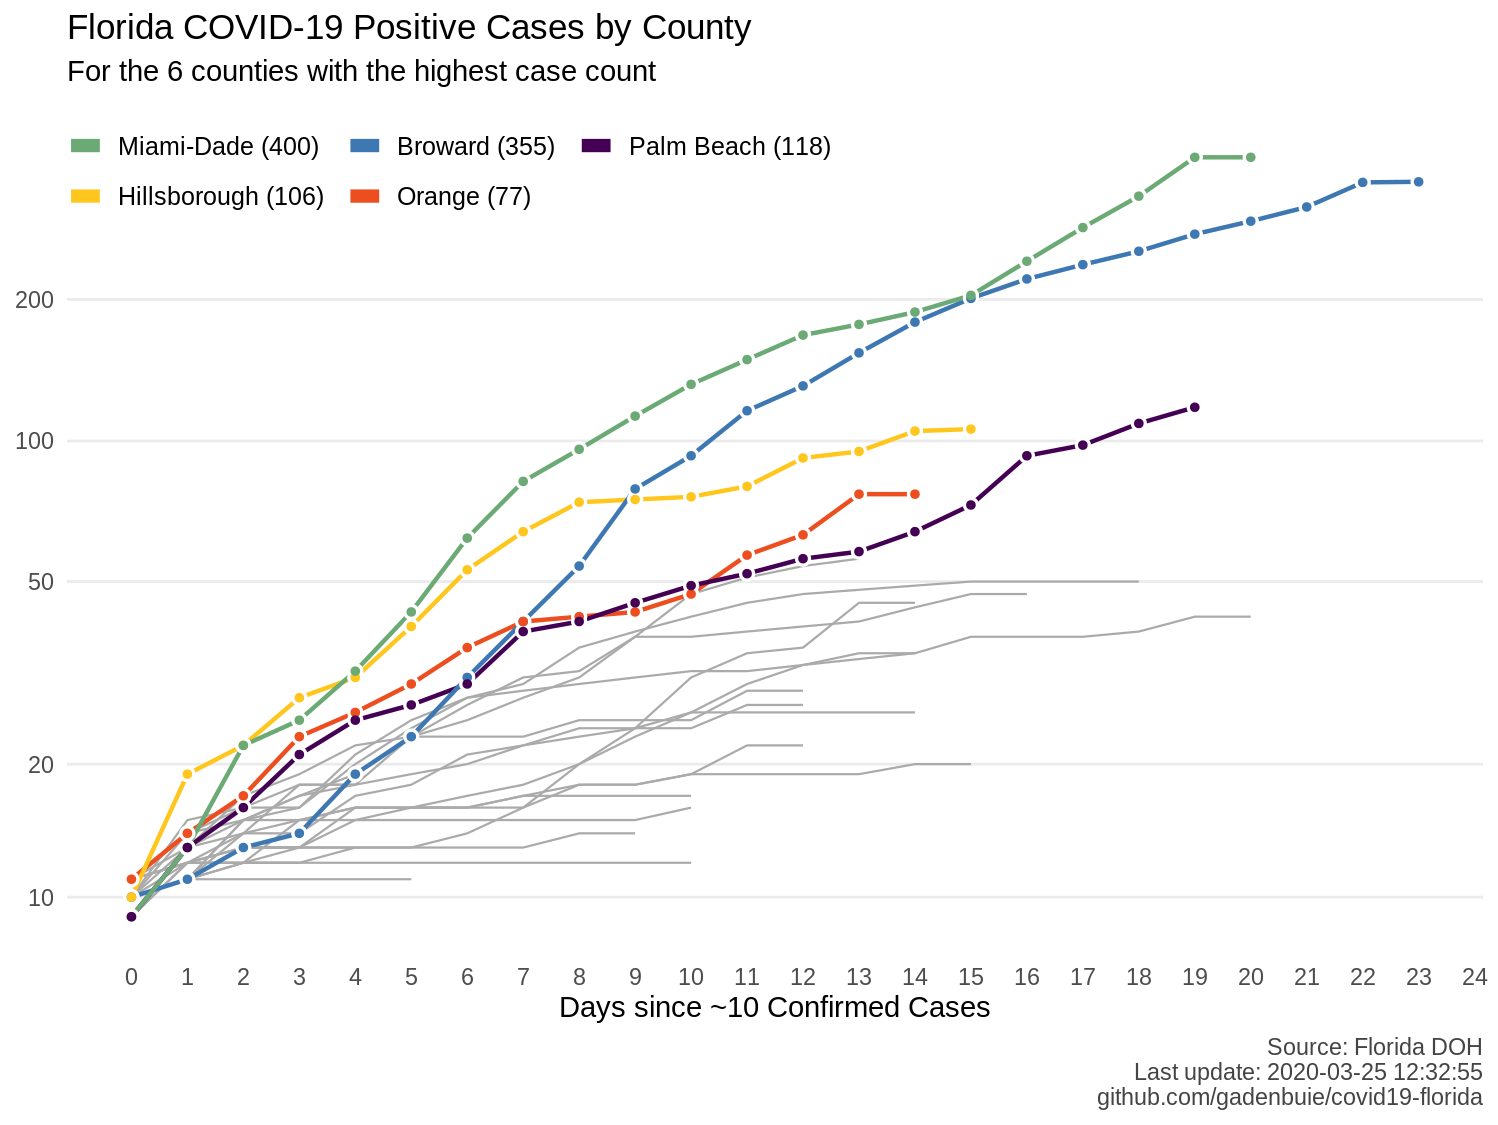 Florida COVID-19 Positive Cases by County
For the 6 counties with the highest case count
Miami-Dade (400) Broward (355) Palm Beach (118)
Hillsborough (106) Orange (77)
200
100
50
20
10
0 1 2 3 4 5 6 7 8 9 10 11 12 13 14 15 16 17 18 19 20 21 22 23 24
Days since ~10 Confirmed Cases
Source: Florida DOH
Last update: 2020-03-25 12:32:55
github.com/gadenbuie/covid19-florida